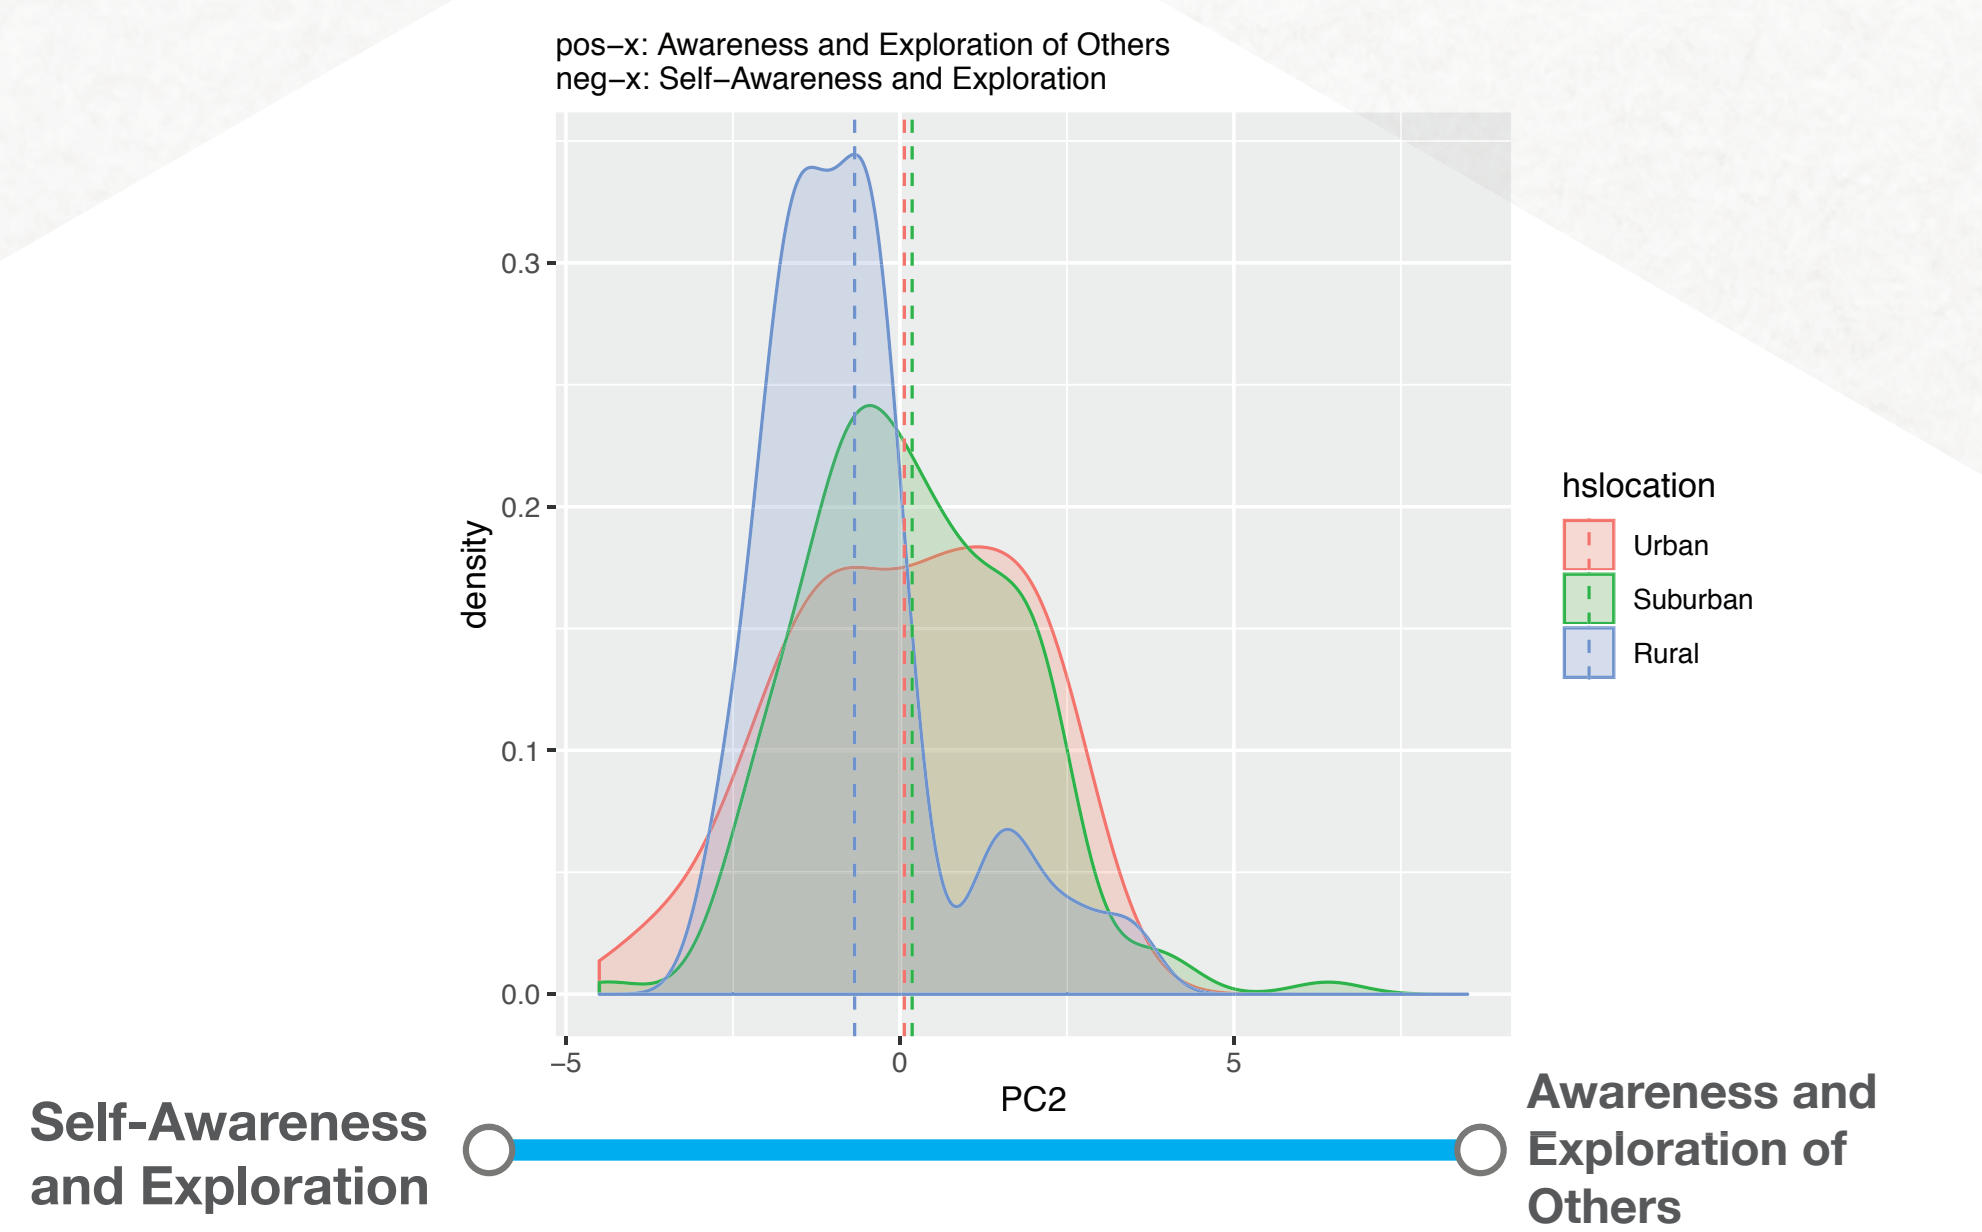 pos−x: Awareness and Exploration of Others
neg−x: Self−Awareness and Exploration
0.3
0.2
0.1
0.0
density
−5
0
5
PC2
hslocation
Urban
Suburban
Rural
Self-Awareness
and Exploration
Awareness and
Exploration of
Others